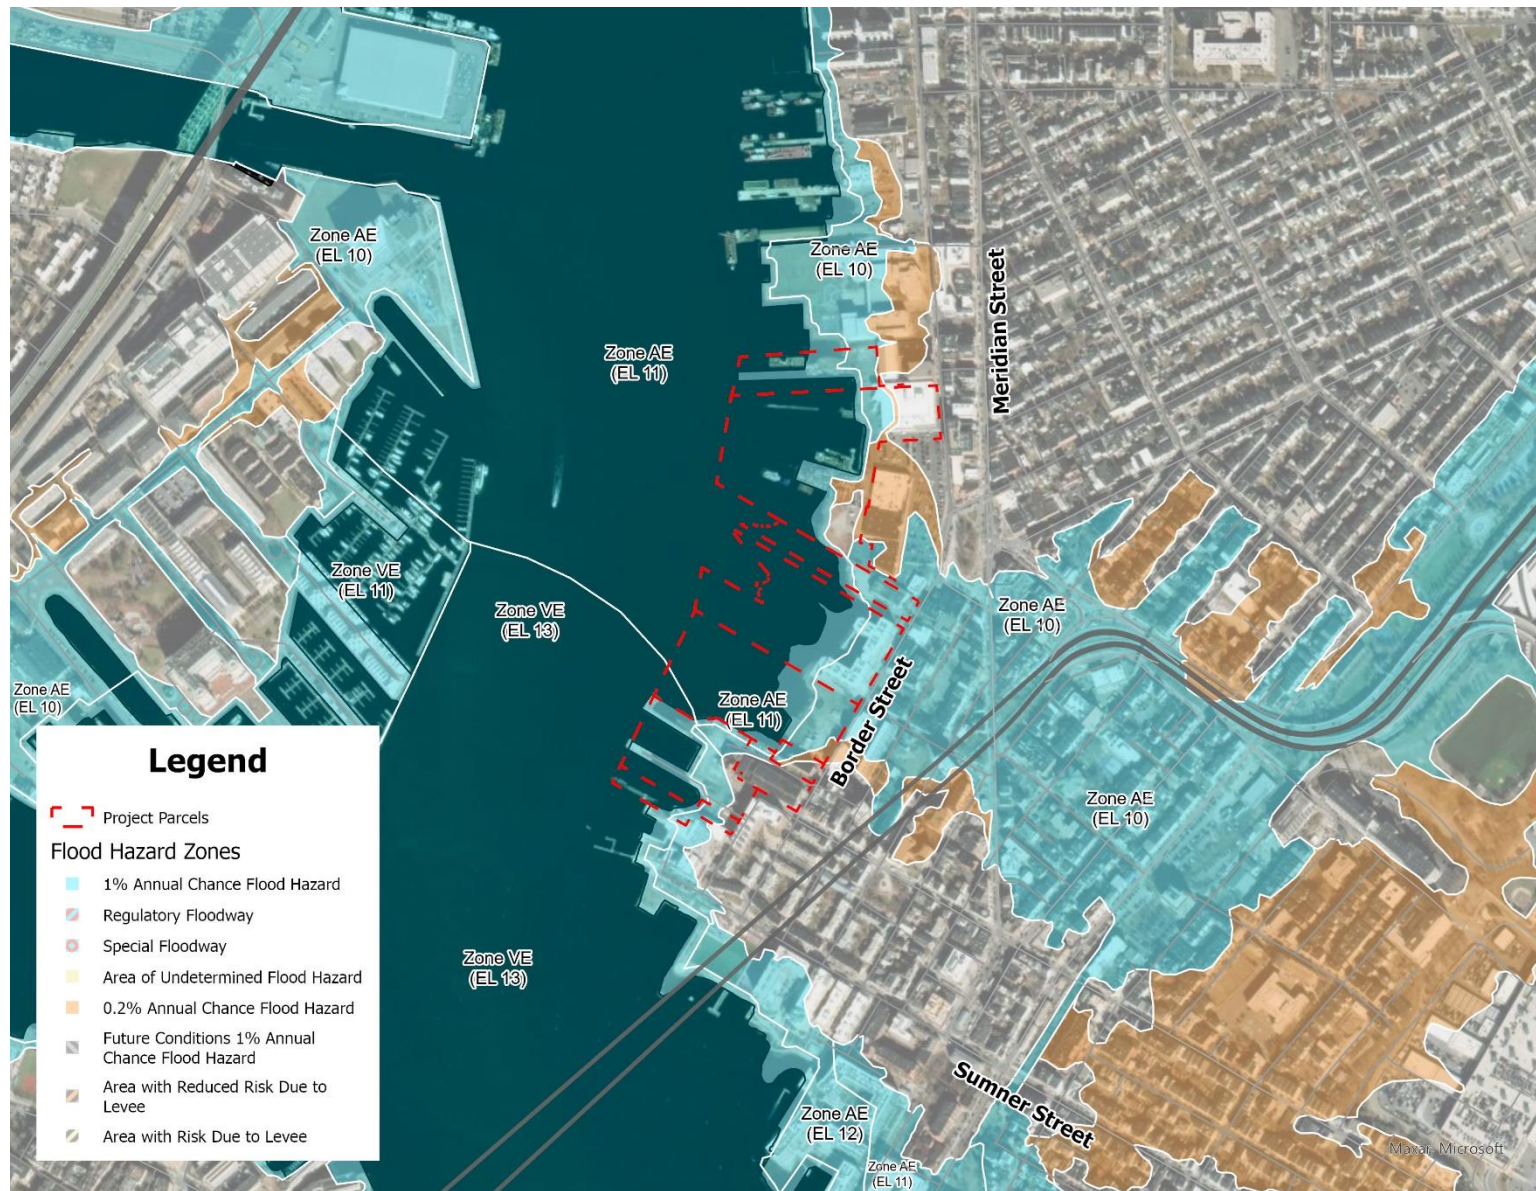 Zone AE
(EL 10)
Zone AE
(EL 10)
Meridian Street
Zone AE
(EL 11)
Zone VE
(EL 11)
Zone VE
(EL 13)
Zone AE
(EL 10)
Zone AE
(EL 10)
Zone AE
(EL 11)
Border Street
Zone AE
(EL 10)
Zone VE
(EL 13)
Sumner Street
Zone AE
(EL 12)
Zone AE
(EL 11)
Maxar, Microsoft
Legend
Project Parcels
Flood Hazard Zones
1% Annual Chance Flood Hazard
Regulatory Floodway
Special Floodway
Area of Undetermined Flood Hazard
0.2% Annual Chance Flood Hazard
Future Conditions 1% Annual
Chance Flood Hazard
Area with Reduced Risk Due to
Levee
Area with Risk Due to Levee